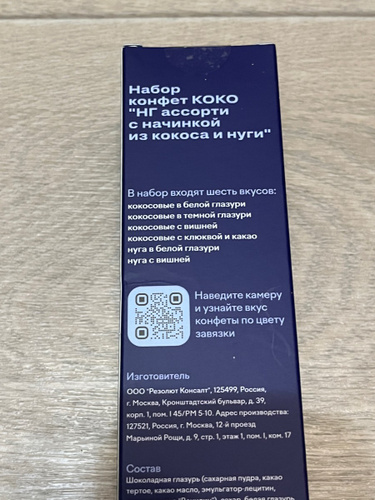 Набор
конфет КОКО
"НГ ассорти
с начинкой
из кокоса и нуги"
В набор входят шесть вкусов:
кокосовые в белой глазури
кокосовые в темной глазури
кокосовые с вишней
кокосовые с клюквой и какао
нуга в белой глазури
нуга с вишней
Наведите камеру
и узнайте вкус
конфеты по цвету
завязки
Изготовитель
ООО "Резолют Консалт", 125499, Россия,
г. Москва, Кронштадтский бульвар, д. 39,
корп. 1, пом. I 45/РМ 5-10. Адрес производства:
127521, Россия, г. Москва, 12-й проезд
Марьиной Рощи, д. 9, стр. 1, этаж 1, пом. I, ком. 17
Состав
Шоколадная глазурь (сахарная пудра, какао
тертое, какао масло, эмульгатор-лецитин,